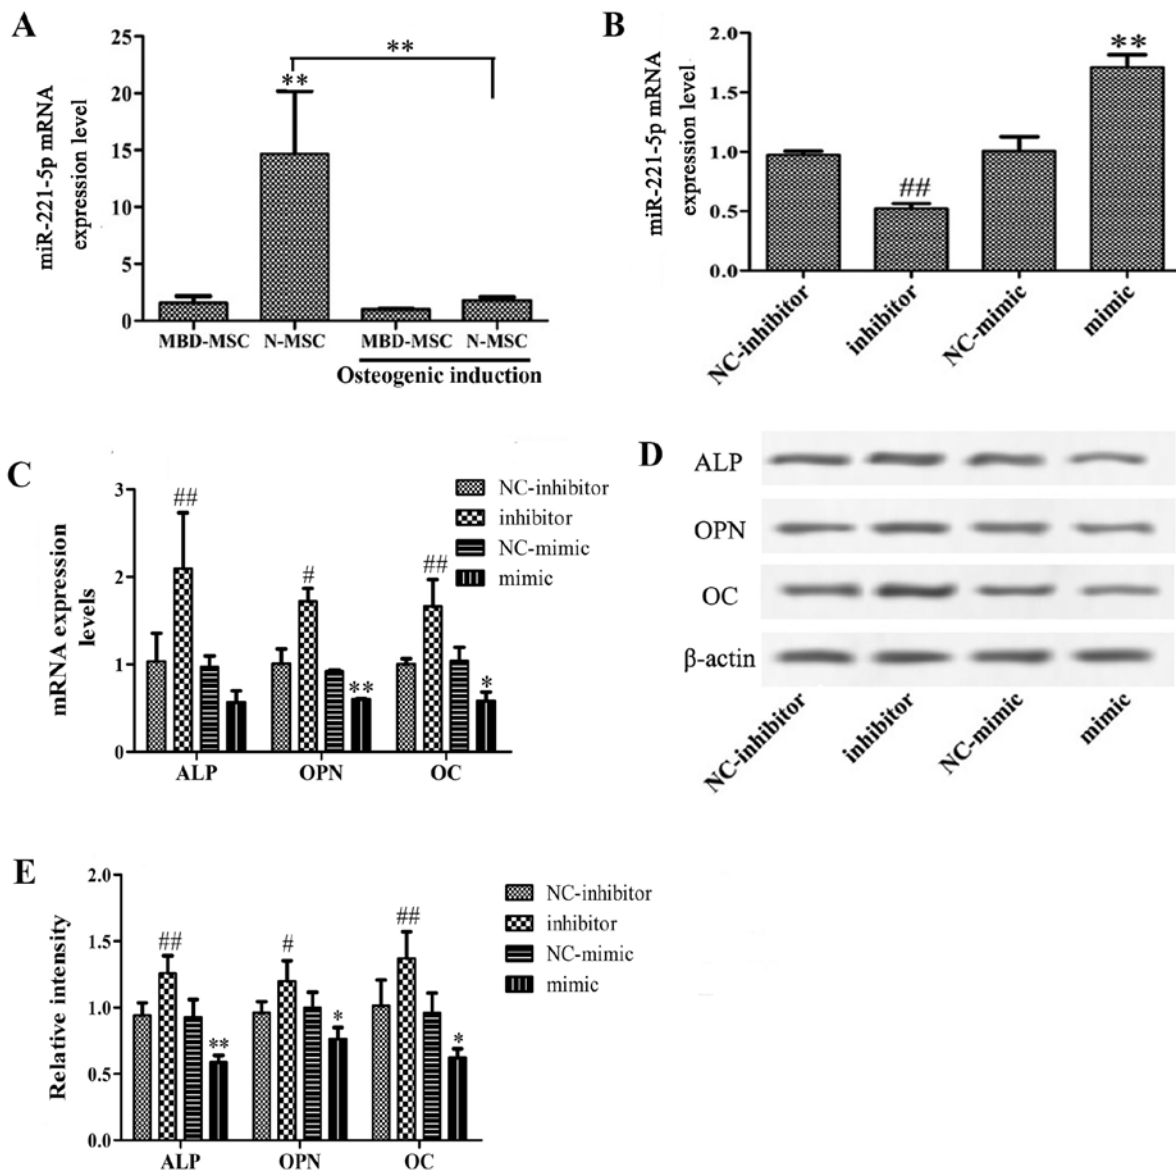 A
miR-221-5p mRNA
expression level
25
20
15
10
5
0
**
**
MBD-MSC N-MSC MBD-MSC N-MSC
Osteogenic induction
B
miR-221-5p mRNA
expression level
2.0
1.5
1.0
0.5
0.0
##
**
NC-inhibitor
inhibitor
NC-mimic
mimic
C
mRNA expression
levels
3
2
1
0
##
#
**
##
*
ALP OPN OC
NC-inhibitor
inhibitor
NC-mimic
mimic
D
ALP
OPN
OC
β-actin
NC-inhibitor
inhibitor
NC-mimic
mimic
E
Relative intensity
2.0
1.5
1.0
0.5
0.0
##
**
#
*
##
*
ALP OPN OC
NC-inhibitor
inhibitor
NC-mimic
mimic